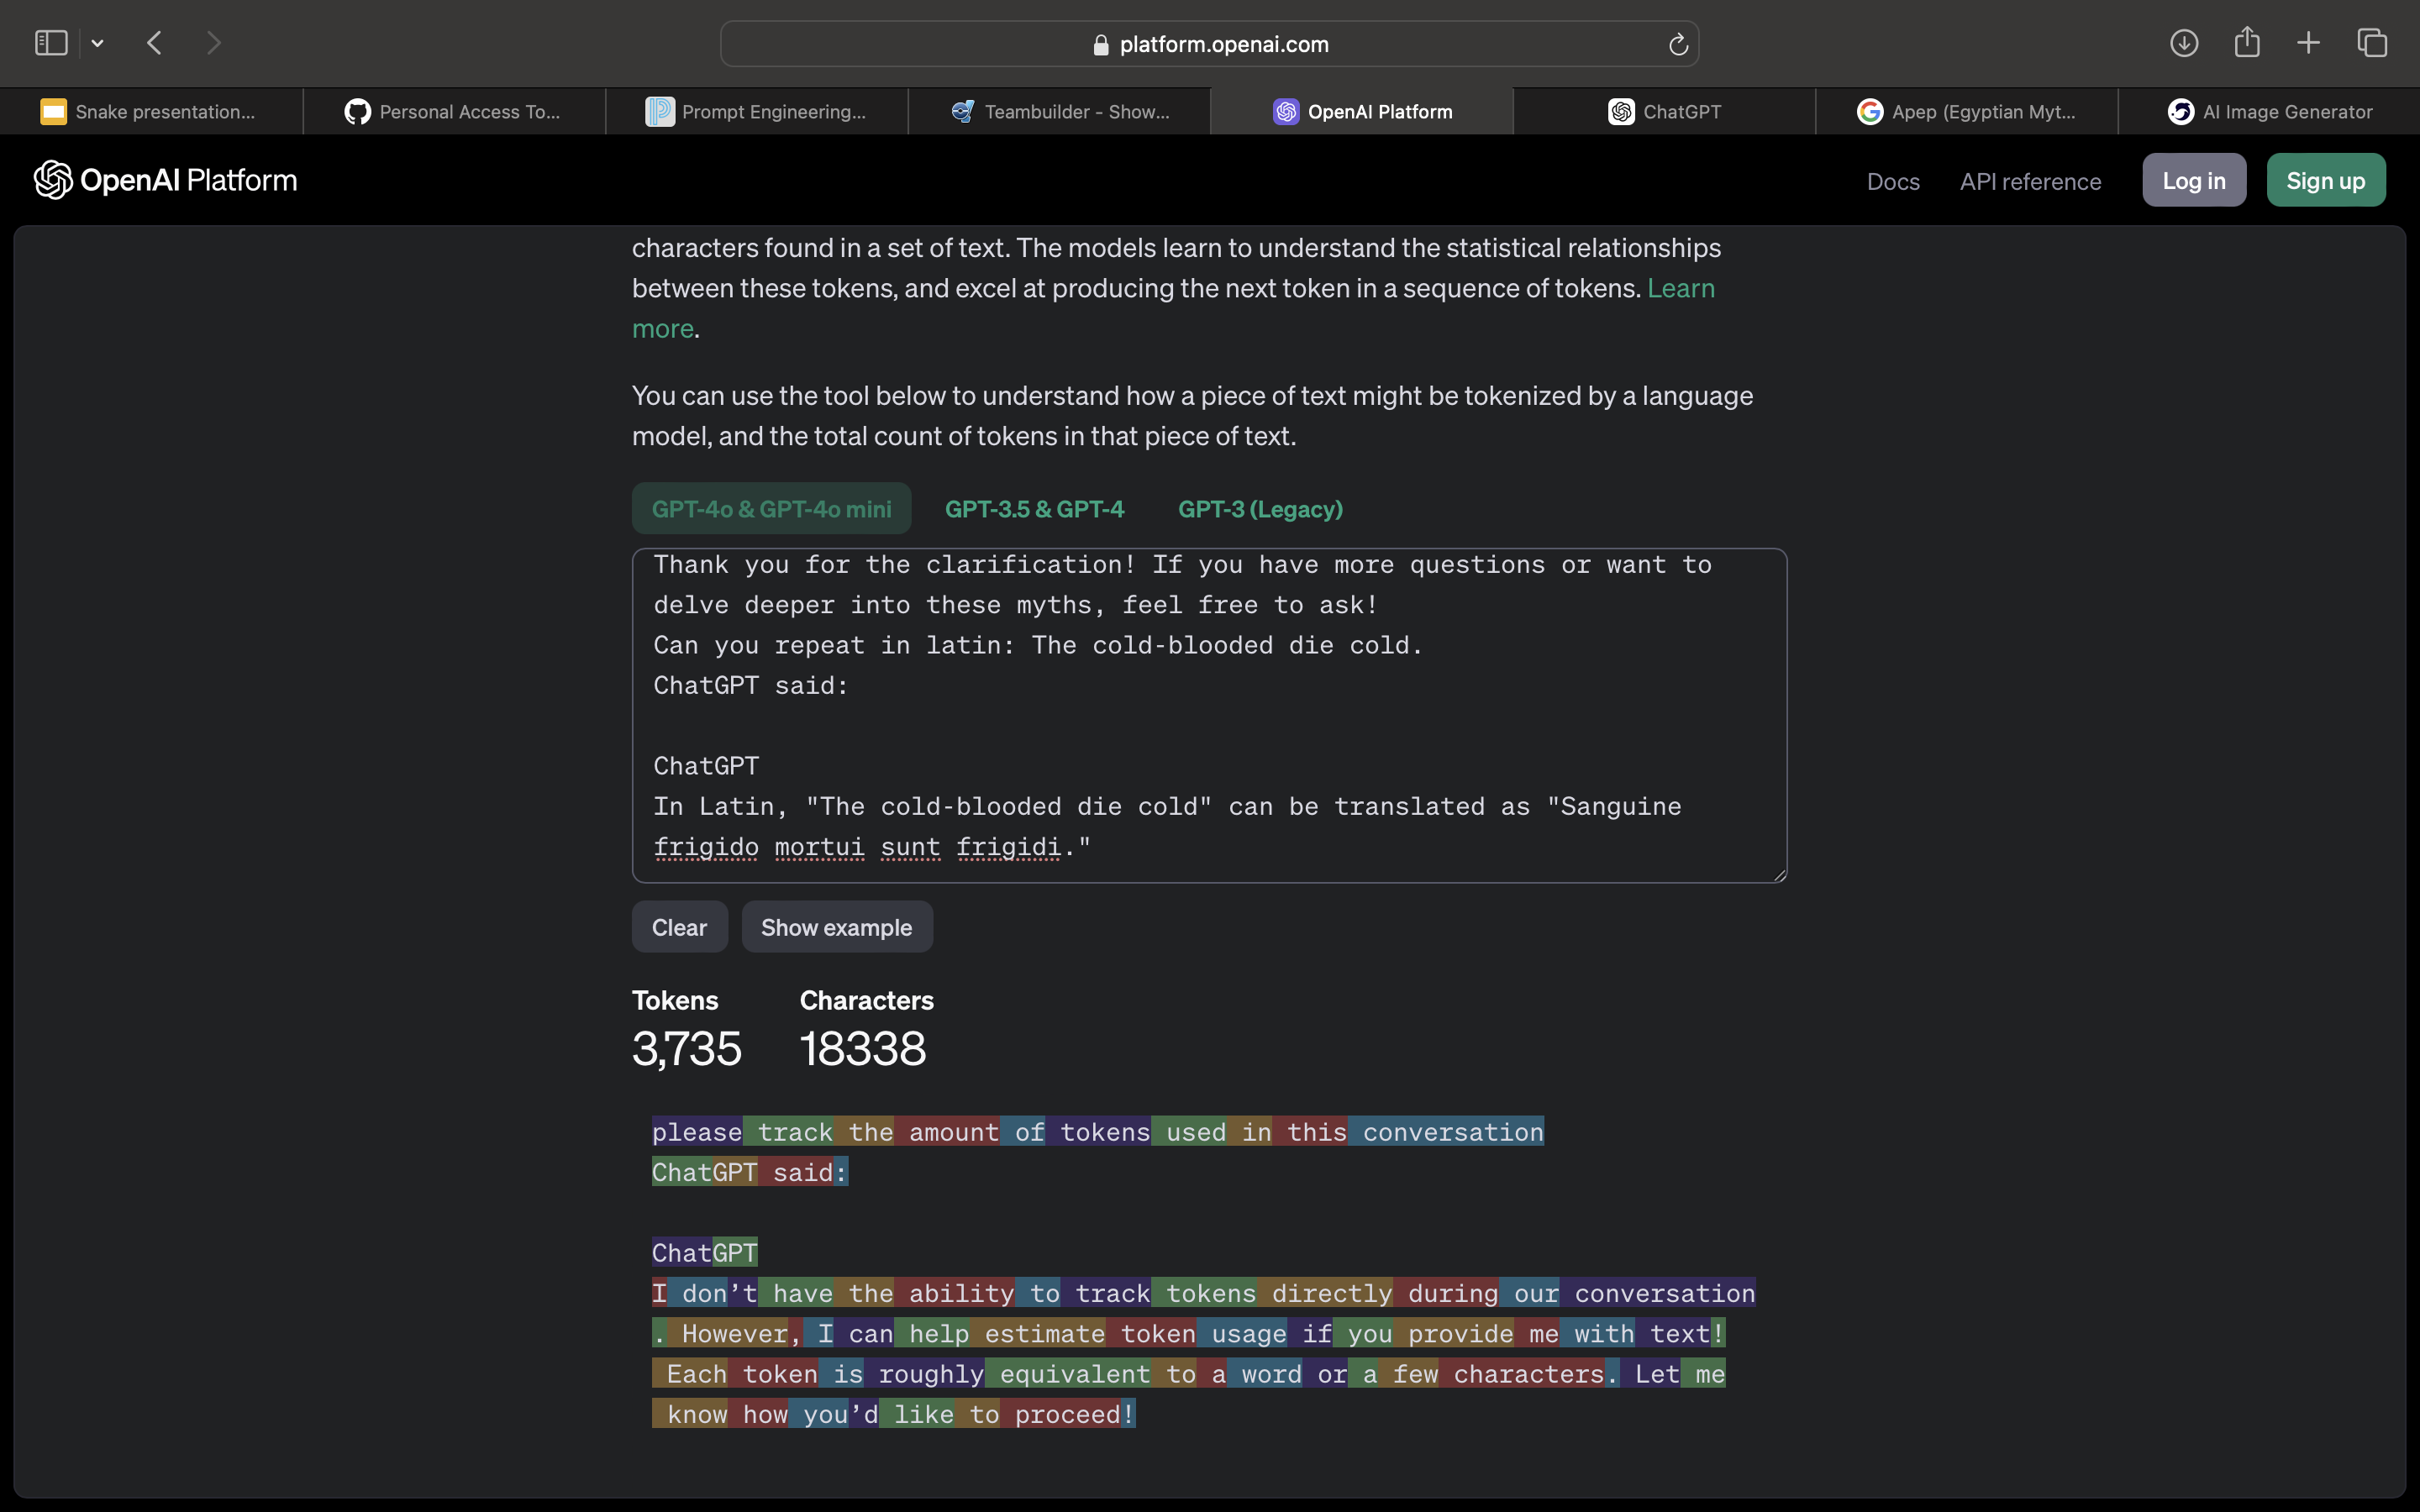 platform.openai.com
Snake presentation...
Personal Access To...
Prompt Engineering...
Teambuilder - Show...
OpenAI Platform
ChatGPT
Apep (Egyptian Myt...
AI Image Generator
OpenAI Platform
Docs
API reference
Log in
Sign up
characters found in a set of text. The models learn to understand the statistical relationships
between these tokens, and excel at producing the next token in a sequence of tokens. Learn
more.
You can use the tool below to understand how a piece of text might be tokenized by a language
model, and the total count of tokens in that piece of text.
GPT-4o & GPT-4o mini
GPT-3.5 & GPT-4
GPT-3 (Legacy)
Thank you for the clarification! If you have more questions or want to
delve deeper into these myths, feel free to ask!
Can you repeat in latin: The cold-blooded die cold.
ChatGPT said:
ChatGPT
In Latin, "The cold-blooded die cold" can be translated as "Sanguine
frigido mortui sunt frigidi."
Clear
Show example
Tokens
Characters
3,735
18338
please track the amount of tokens used in this conversation
ChatGPT said:
ChatGPT
I don’t have the ability to track tokens directly during our conversation
. However, I can help estimate token usage if you provide me with text!
Each token is roughly equivalent to a word or a few characters. Let me
know how you’d like to proceed!